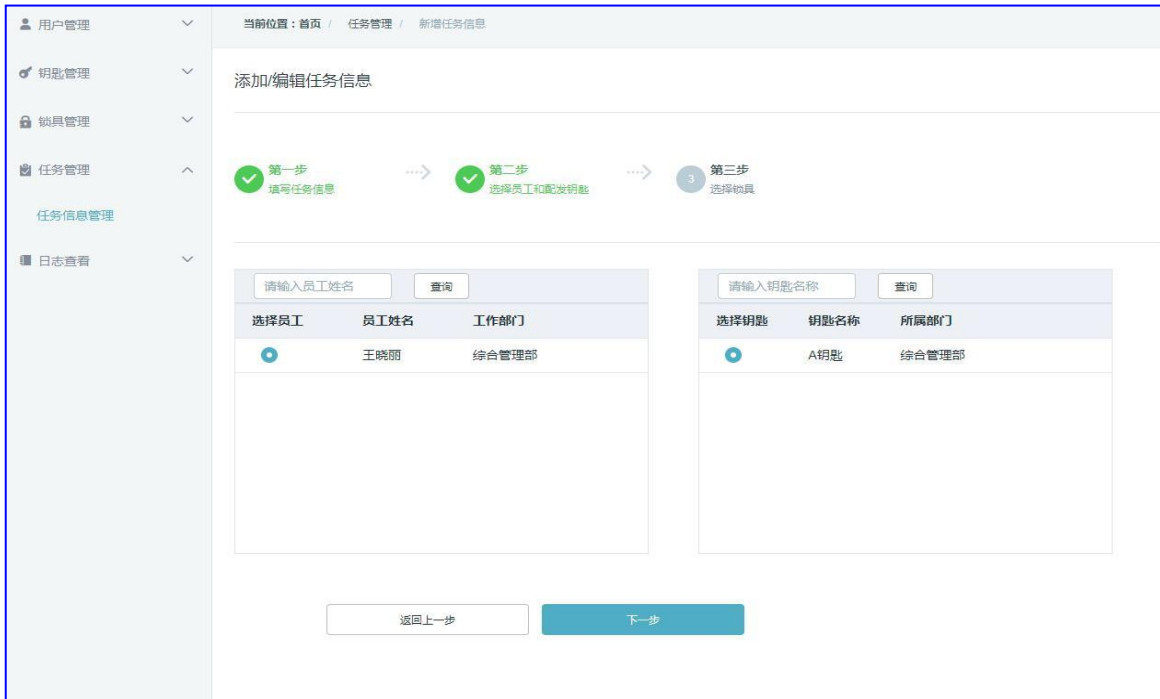 用户管理
钥匙管理
锁具管理
任务管理
任务信息管理
日志查看
当前位置：首页 / 任务管理 / 新增任务信息
添加/编辑任务信息
第一步
填写任务信息
第二步
选择员工和配发钥匙
3
第三步
选择锁具
请输入员工姓名 查询
选择员工 员工姓名 工作部门
王晓丽 综合管理部
请输入钥匙名称 查询
选择钥匙 钥匙名称 所属部门
A钥匙 综合管理部
返回上一步 下一步